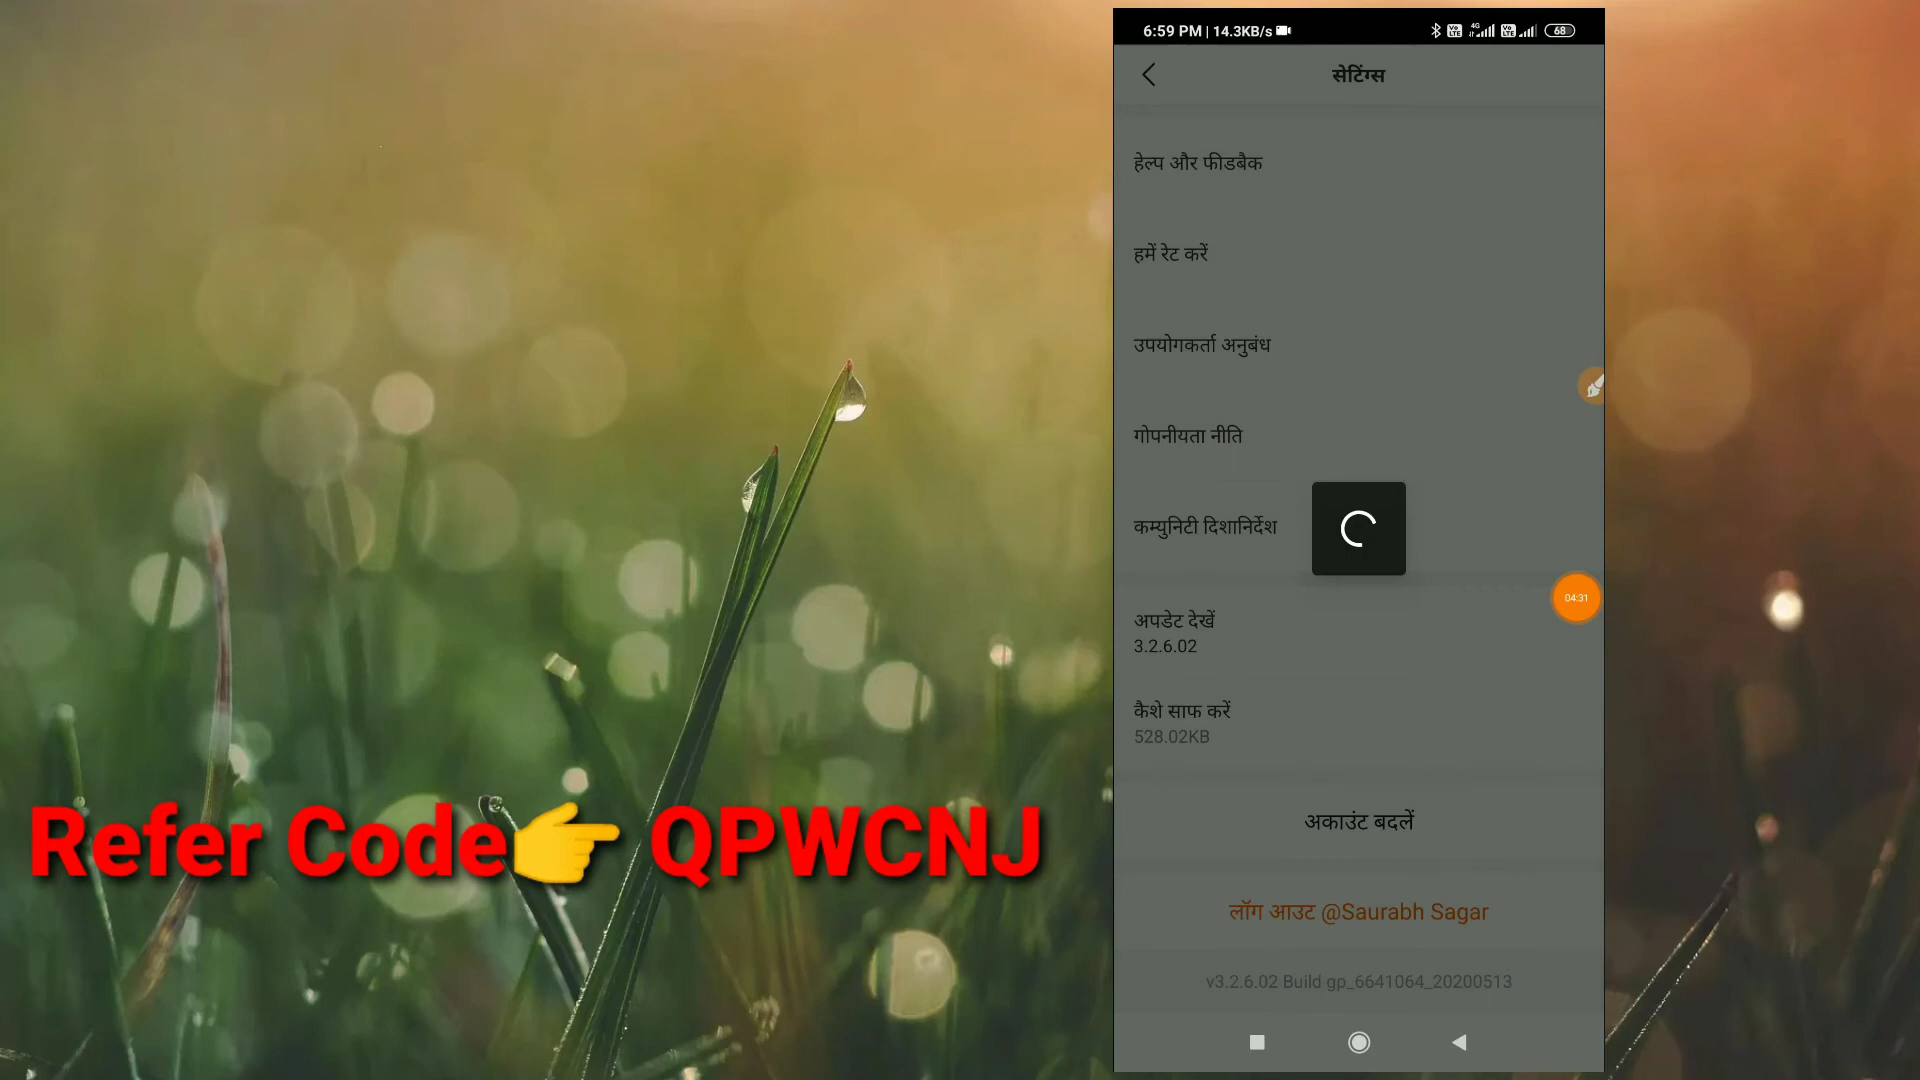 6:59 PM | 14.3KB/s
4G
68
सेटिंग्स
हेल्प और फीडबैक
हमें रेट करें
उपयोगकर्ता अनुबंध
गोपनीयता नीति
कम्युनिटी दिशानिर्देश
04:31
अपडेट देखें
3.2.6.02
कैशे साफ करें
528.02KB
Refer Code👉 QPWCNJ
अकाउंट बदलें
लॉग आउट @Saurabh Sagar
v3.2.6.02 Build gp_6641064_20200513